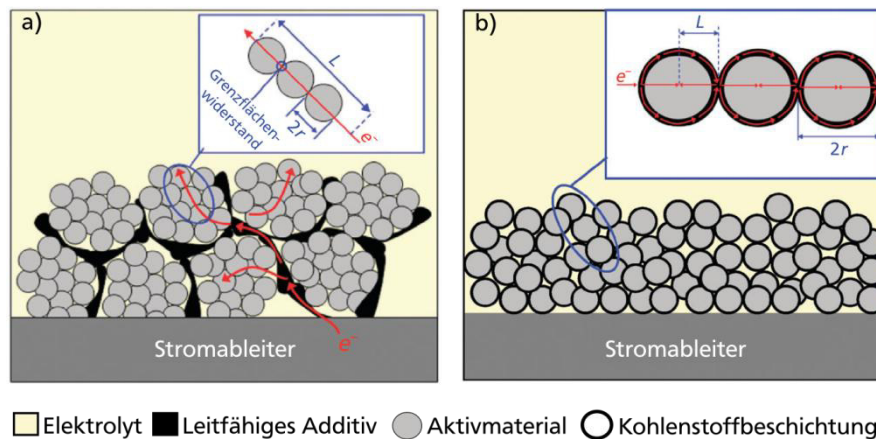 a)
L
Grenzflächen-
widerstand
2r
e⁻
e⁻
Stromableiter
b)
L
e⁻
2r
Stromableiter
Elektrolyt
Leitfähiges Additiv
Aktivmaterial
Kohlenstoffbeschichtung